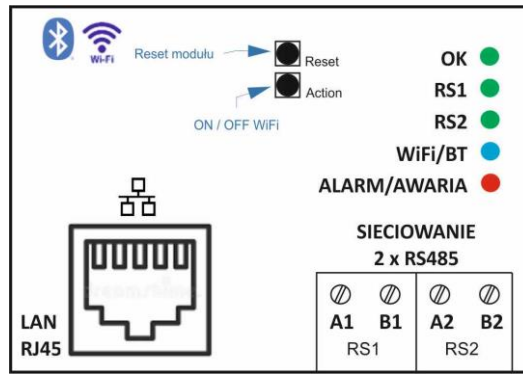 Wi-Fi
Reset modułu
Reset
Action
ON / OFF WiFi
OK
RS1
RS2
WiFi/BT
ALARM/AWARIA
SIECIOWANIE
2 x RS485
A1 B1 A2 B2
RS1 RS2
LAN
RJ45